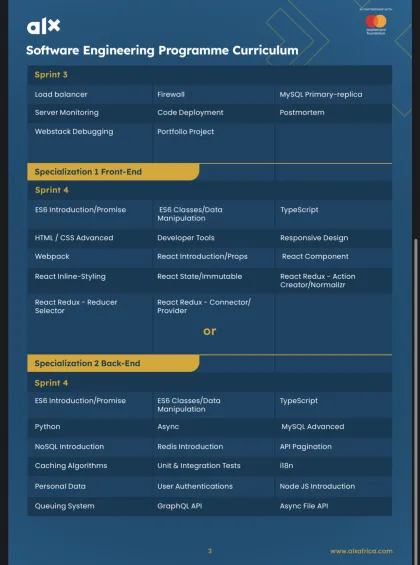 IN PARTNERSHIP WITH
alx
mastercard foundation
Software Engineering Programme Curriculum
Sprint 3
Load balancer Firewall MySQL Primary-replica
Server Monitoring Code Deployment Postmortem
Webstack Debugging Portfolio Project
Specialization 1 Front-End
Sprint 4
ES6 Introduction/Promise ES6 Classes/Data TypeScript
Manipulation
HTML / CSS Advanced Developer Tools Responsive Design
Webpack React Introduction/Props React Component
React Inline-Styling React State/Immutable React Redux - Action
Creator/Normalizr
React Redux - Reducer React Redux - Connector/
Selector Provider
or
Specialization 2 Back-End
Sprint 4
ES6 Introduction/Promise ES6 Classes/Data TypeScript
Manipulation
Python Async MySQL Advanced
NoSQL Introduction Redis Introduction API Pagination
Caching Algorithms Unit & Integration Tests i18n
Personal Data User Authentications Node JS Introduction
Queuing System GraphQL API Async File API
3 www.alxafrica.com